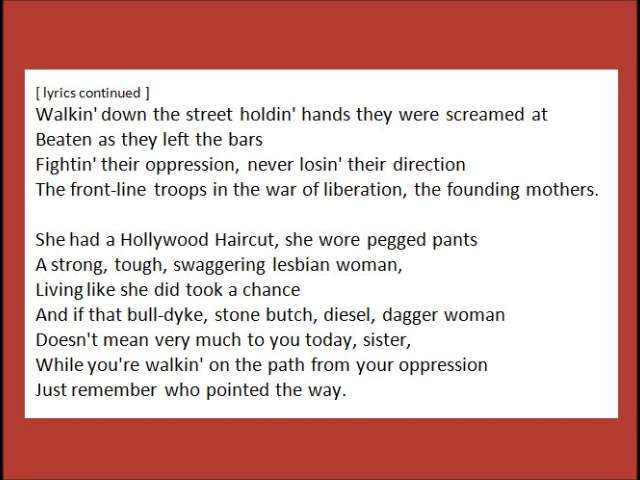 [ lyrics continued ]
Walkin' down the street holdin' hands they were screamed at
Beaten as they left the bars
Fightin' their oppression, never losin' their direction
The front-line troops in the war of liberation, the founding mothers.
She had a Hollywood Haircut, she wore pegged pants
A strong, tough, swaggering lesbian woman,
Living like she did took a chance
And if that bull-dyke, stone butch, diesel, dagger woman
Doesn't mean very much to you today, sister,
While you're walkin' on the path from your oppression
Just remember who pointed the way.